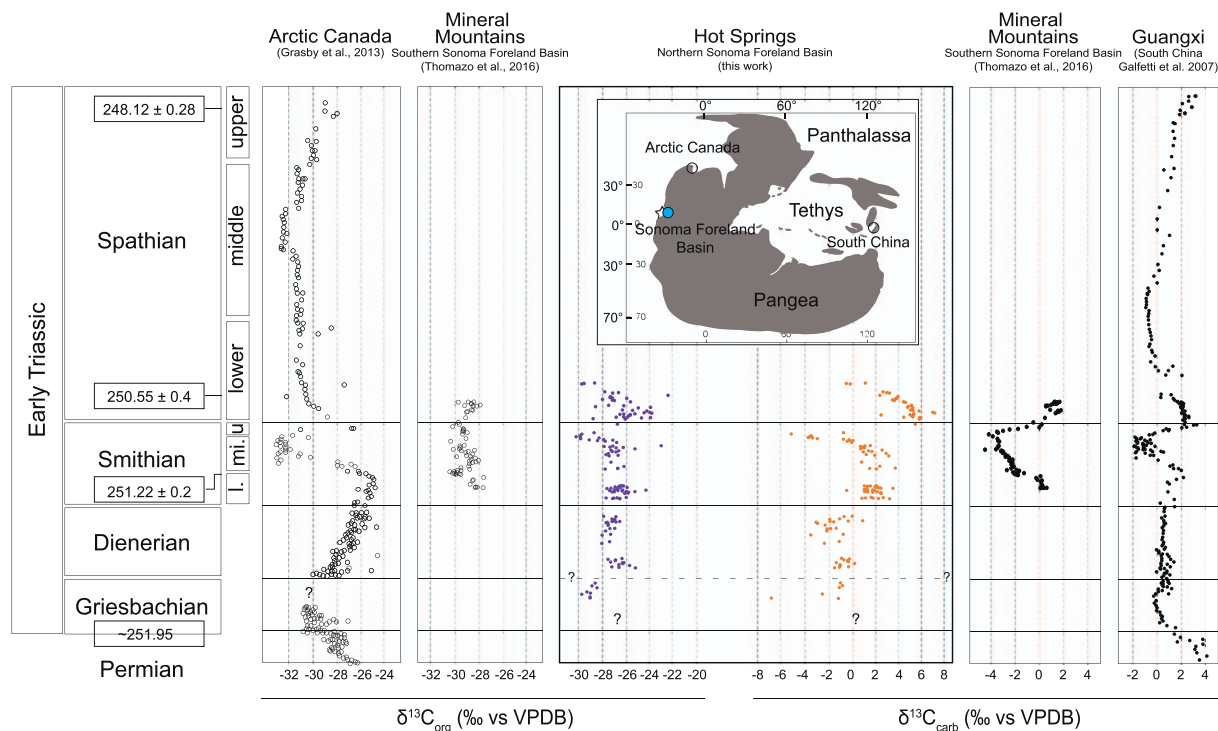 Arctic Canada
(Grasby et al., 2013)
Mineral
Mountains
Southern Sonoma Foreland Basin
(Thomazo et al., 2016)
Hot Springs
Northern Sonoma Foreland Basin
(this work)
Mineral
Mountains
Southern Sonoma Foreland Basin
(Thomazo et al., 2016)
Guangxi
(South China
Galfetti et al. 2007)
Early Triassic
248.12 ± 0.28
Spathian
250.55 ± 0.4
Smithian
251.22 ± 0.2
Dienerian
Griesbachian
~251.95
Permian
upper
middle
lower
u
mi.
l.
0° 60° 120°
Panthalassa
Arctic Canada
30° 30
Tethys
0° 0
Sonoma Foreland
Basin
South China
30° 30
Pangea
70° 70
0 60 120
?
? ?
? ?
-32 -30 -28 -26 -24
-32 -30 -28 -26 -24
-30 -28 -26 -24 -22 -20
-8 -6 -4 -2 0 2 4 6 8
-4 -2 0 2 4
-2 0 2 4
δ¹³Corg (‰ vs VPDB)
δ¹³Ccarb (‰ vs VPDB)